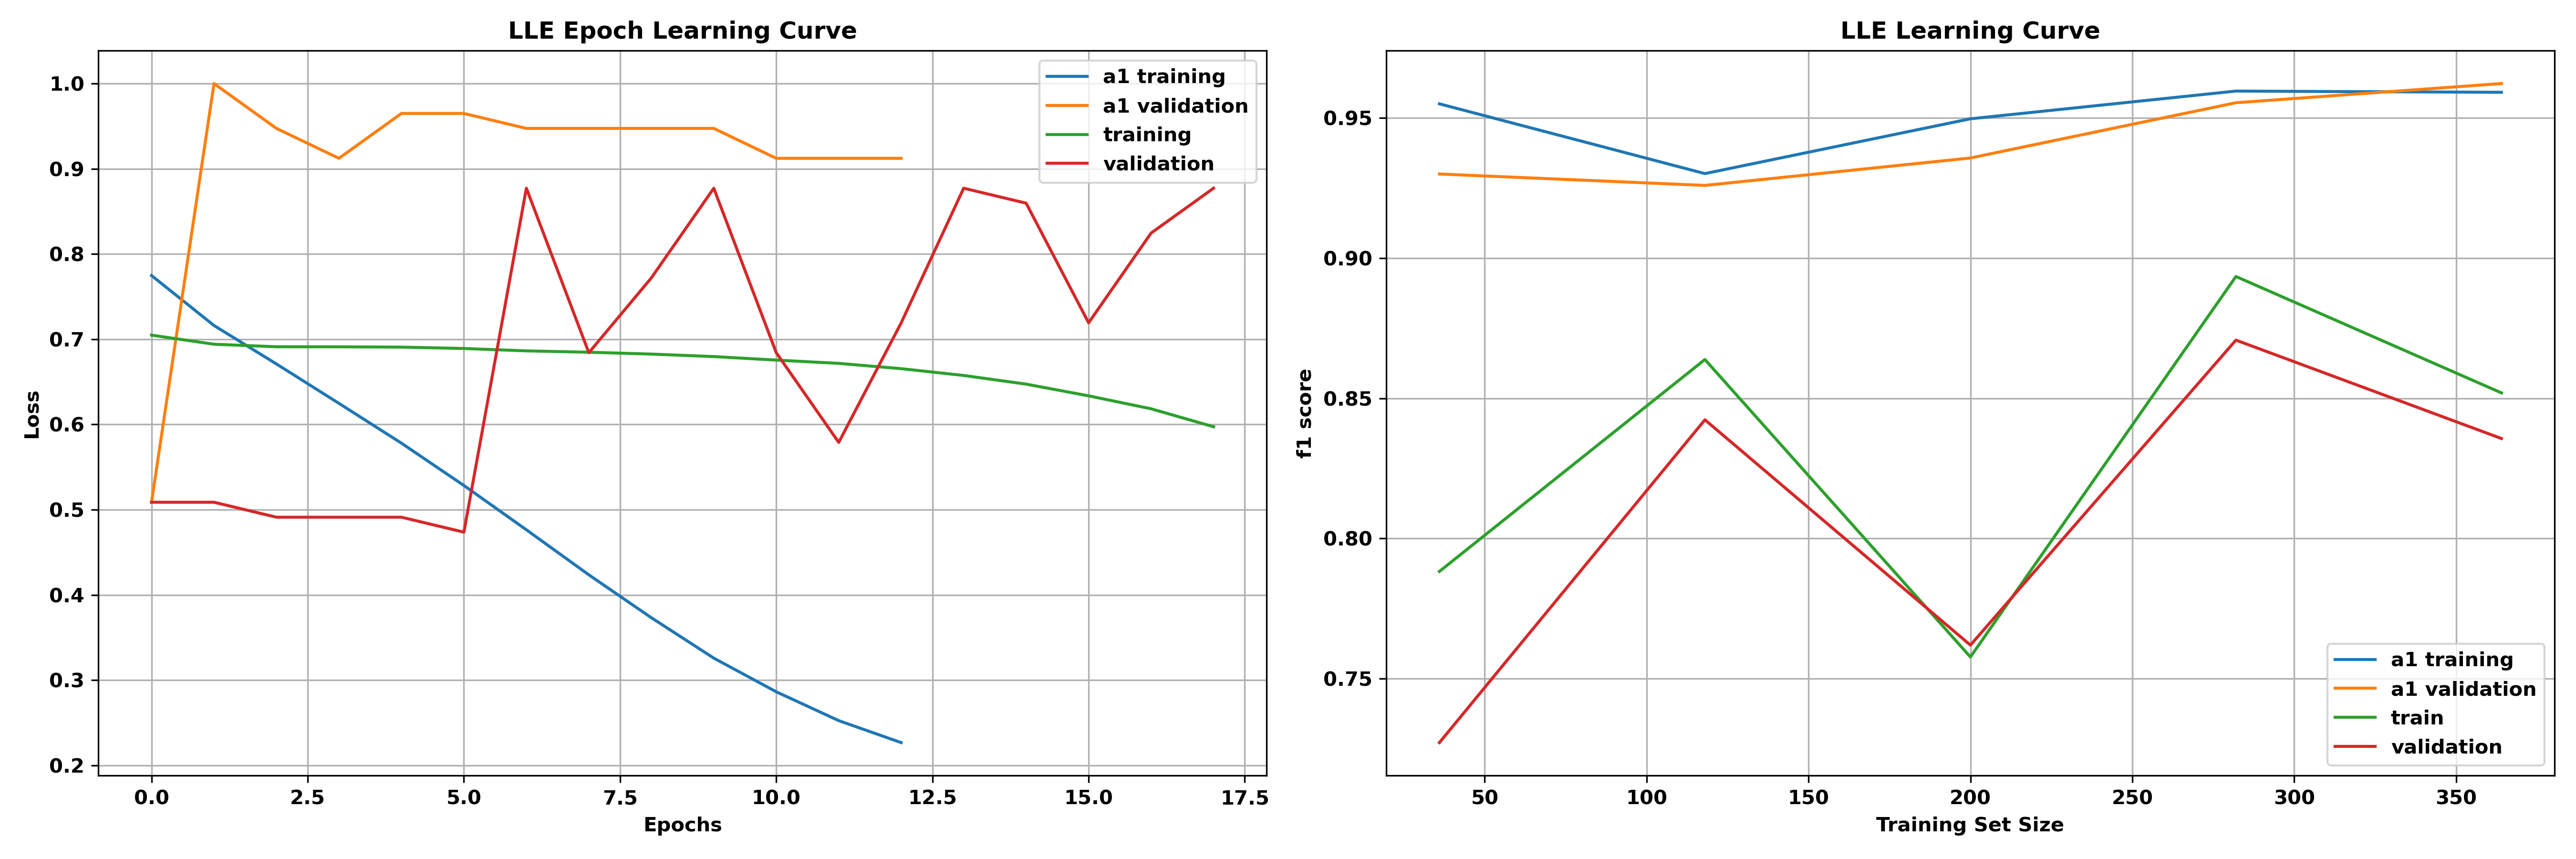 LLE Epoch Learning Curve
1.0
0.9
0.8
0.7
0.6
0.5
0.4
0.3
0.2
Loss
0.0 2.5 5.0 7.5 10.0 12.5 15.0 17.5
Epochs
a1 training
a1 validation
training
validation
LLE Learning Curve
0.95
0.90
0.85
0.80
0.75
f1 score
50 100 150 200 250 300 350
Training Set Size
a1 training
a1 validation
train
validation